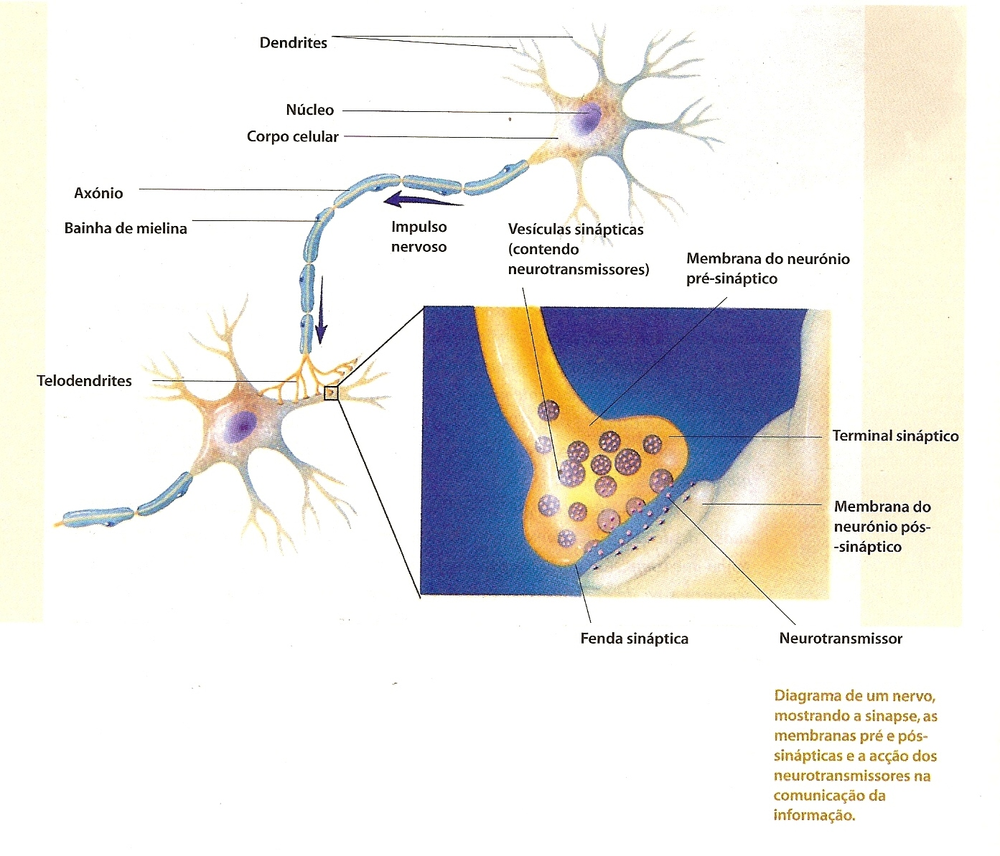 Dendrites
Núcleo
Corpo celular
Axónio
Bainha de mielina
Impulso
nervoso
Vesículas sinápticas
(contendo
neurotransmissores)
Membrana do neurónio
pré-sináptico
Telodendrites
Terminal sináptico
Membrana do
neurónio pós-
-sináptico
Fenda sináptica
Neurotransmissor
Diagrama de um nervo,
mostrando a sinapse, as
membranas pré e pós-
sinápticas e a acção dos
neurotransmissores na
comunicação da
informação.